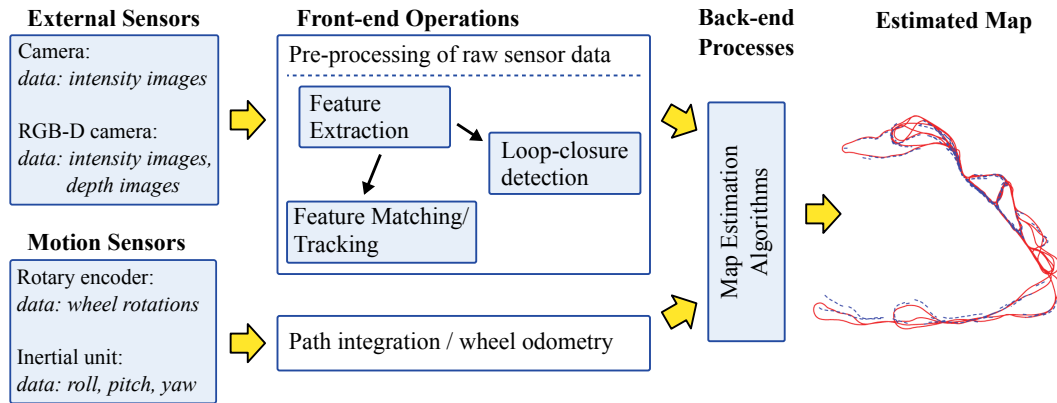 External Sensors
Camera:
data: intensity images
RGB-D camera:
data: intensity images,
depth images
Motion Sensors
Rotary encoder:
data: wheel rotations
Inertial unit:
data: roll, pitch, yaw
Front-end Operations
Pre-processing of raw sensor data
Feature
Extraction
Loop-closure
detection
Feature Matching/
Tracking
Path integration / wheel odometry
Back-end
Processes
Map Estimation
Algorithms
Estimated Map